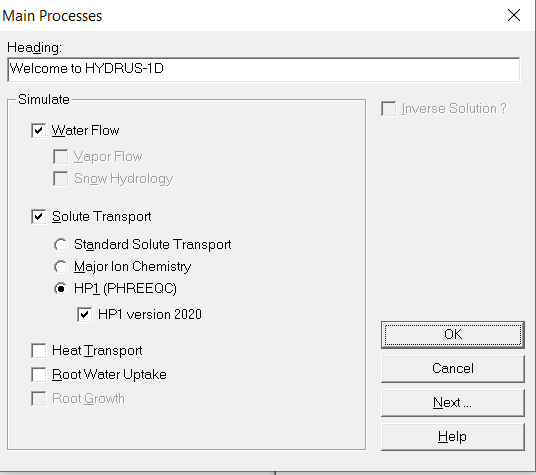 Main Processes
Heading:
Welcome to HYDRUS-1D
Simulate
Inverse Solution ?
Water Flow
Vapor Flow
Snow Hydrology
Solute Transport
Standard Solute Transport
Major Ion Chemistry
HP1 (PHREEQC)
HP1 version 2020
Heat Transport
Root Water Uptake
Root Growth
OK
Cancel
Next ...
Help